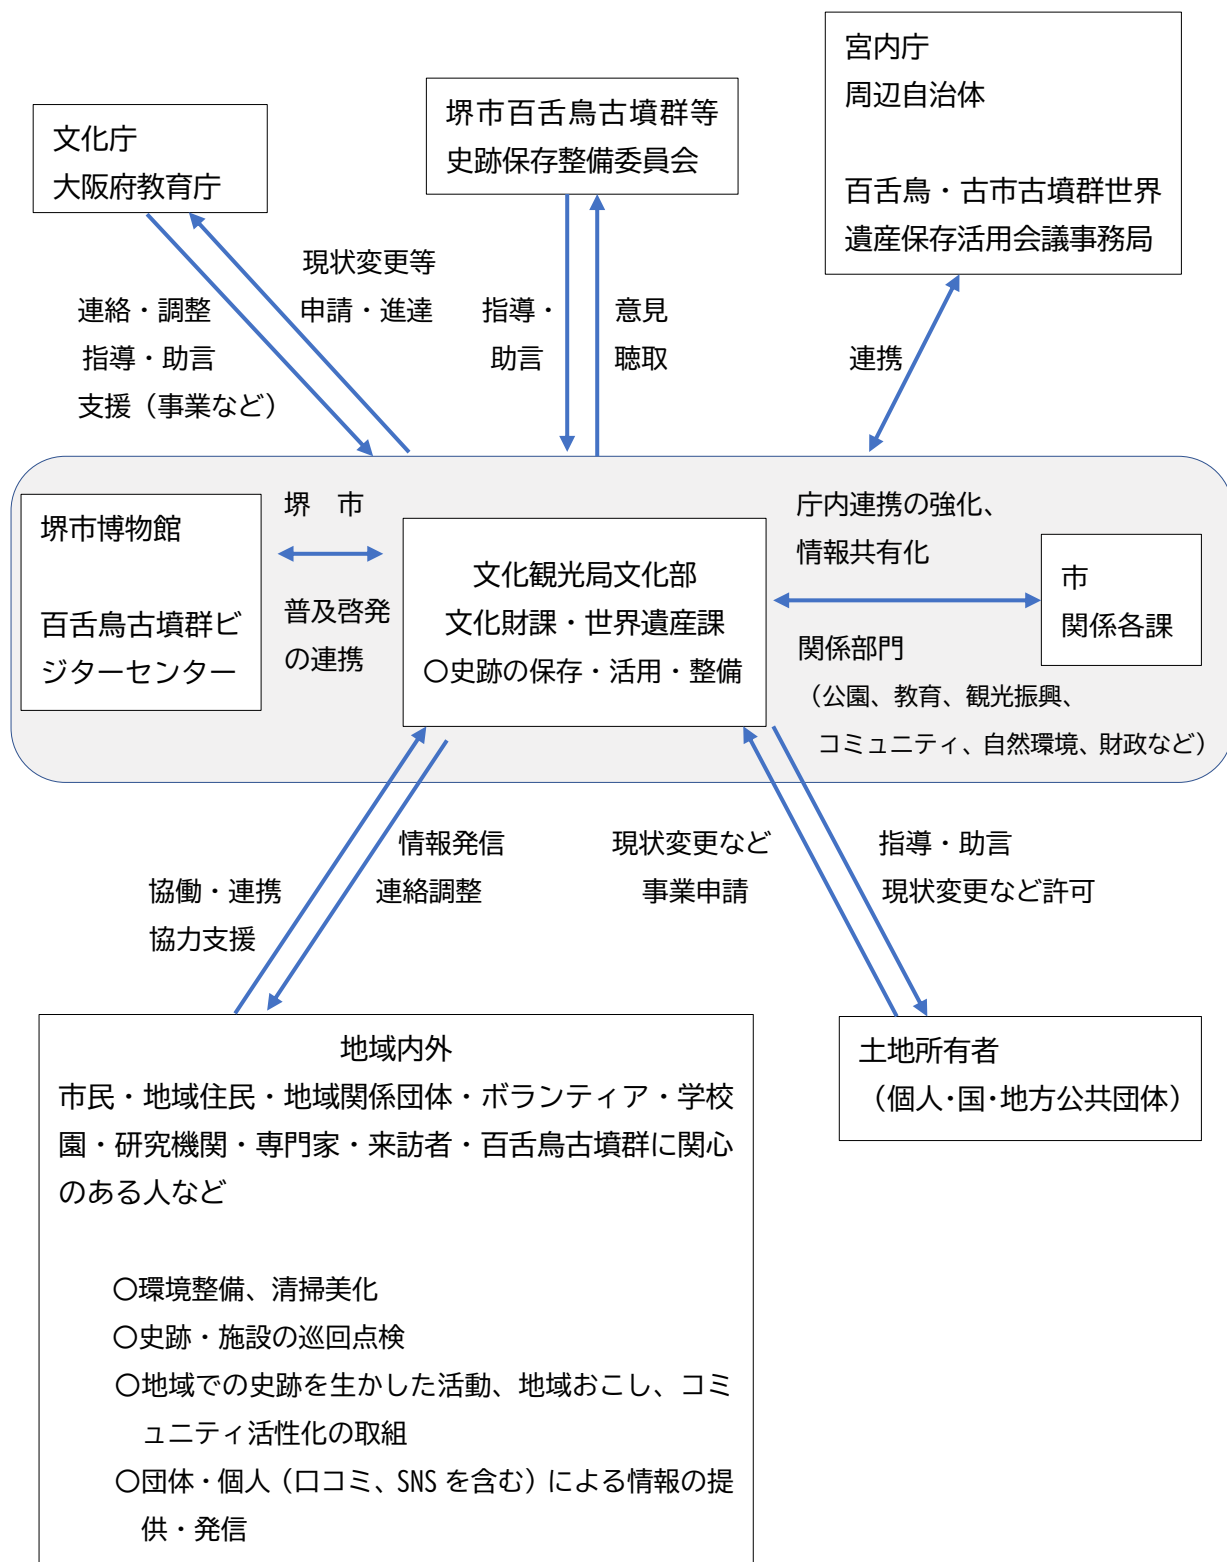 宮内庁
周辺自治体
百舌鳥・古市古墳群世界
遺産保存活用会議事務局
堺市百舌鳥古墳群等
史跡保存整備委員会
文化庁
大阪府教育庁
現状変更等
申請・進達
連絡・調整
指導・助言
支援（事業など）
指導・
助言
意見
聴取
連携
堺市博物館
百舌鳥古墳群ビ
ジターセンター
堺　市
普及啓発
の連携
文化観光局文化部
文化財課・世界遺産課
〇史跡の保存・活用・整備
庁内連携の強化、
情報共有化
関係部門
（公園、教育、観光振興、
コミュニティ、自然環境、財政など）
市
関係各課
協働・連携
協力支援
情報発信
連絡調整
現状変更など
事業申請
指導・助言
現状変更など許可
地域内外
市民・地域住民・地域関係団体・ボランティア・学校
園・研究機関・専門家・来訪者・百舌鳥古墳群に関心
のある人など
〇環境整備、清掃美化
〇史跡・施設の巡回点検
〇地域での史跡を生かした活動、地域おこし、コミ
ュニティ活性化の取組
〇団体・個人（口コミ、SNS を含む）による情報の提
供・発信
土地所有者
（個人・国・地方公共団体）